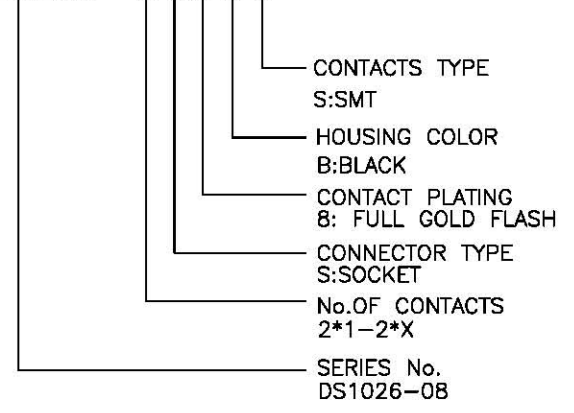 CONTACTS TYPE
S:SMT
HOUSING COLOR
B:BLACK
CONTACT PLATING
8: FULL GOLD FLASH
CONNECTOR TYPE
S:SOCKET
No.OF CONTACTS
2*1-2*X
SERIES No.
DS1026-08